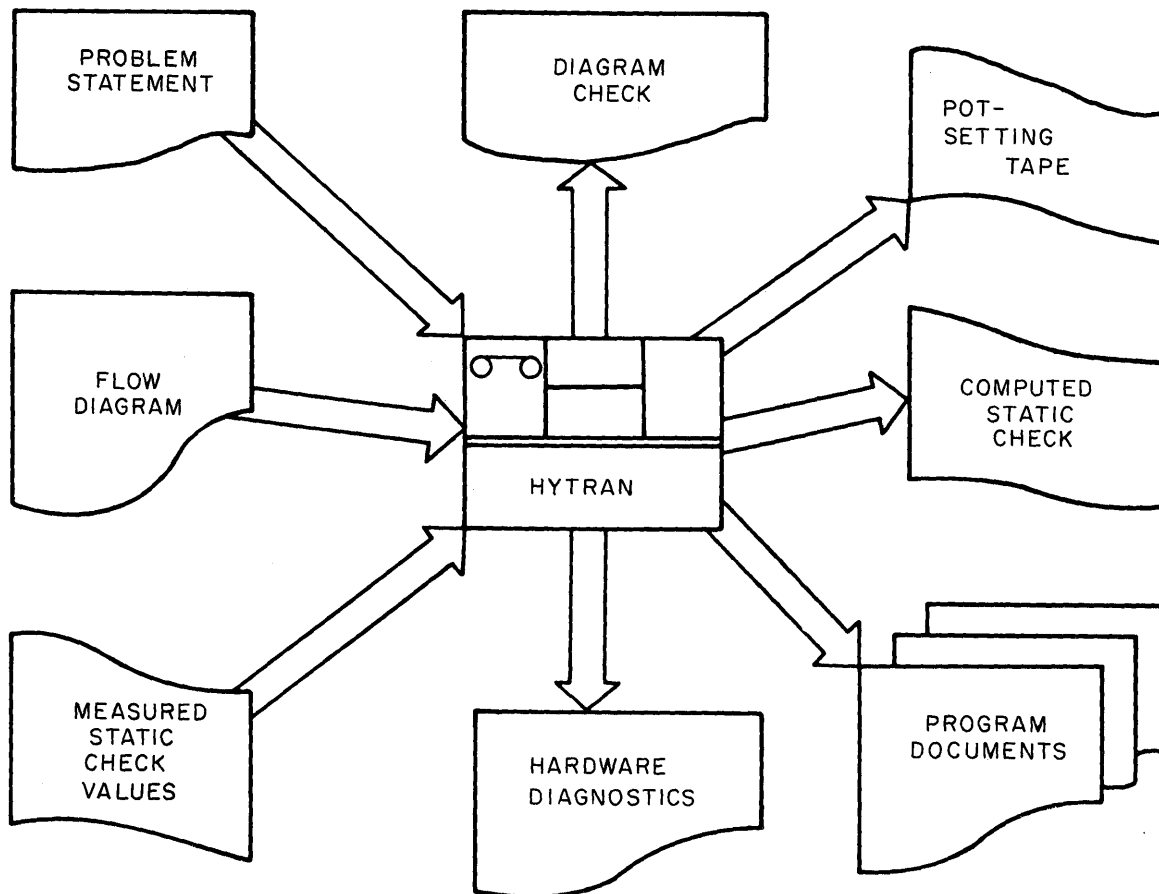 PROBLEM
STATEMENT
DIAGRAM
CHECK
POT-
SETTING
TAPE
FLOW
DIAGRAM
HYTRAN
COMPUTED
STATIC
CHECK
MEASURED
STATIC
CHECK
VALUES
HARDWARE
DIAGNOSTICS
PROGRAM
DOCUMENTS